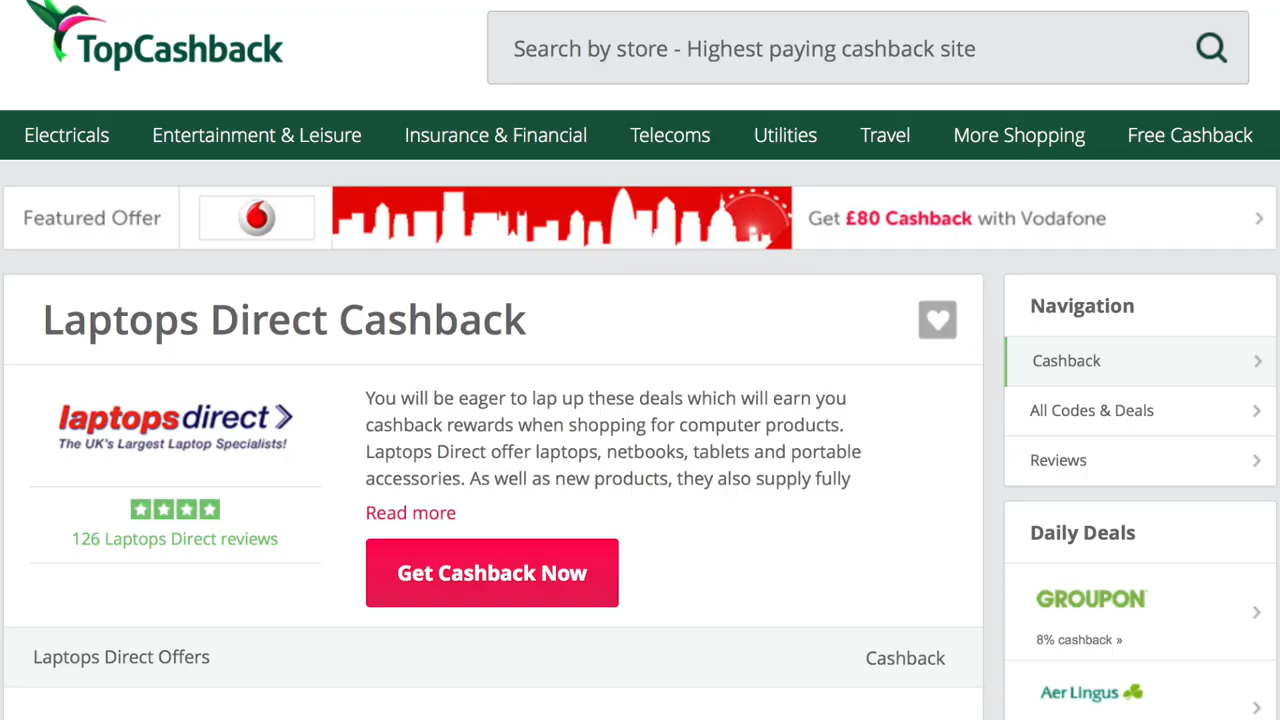 TopCashback
Search by store - Highest paying cashback site
Electricals Entertainment & Leisure Insurance & Financial Telecoms Utilities Travel More Shopping Free Cashback
Featured Offer
Get £80 Cashback with Vodafone
Laptops Direct Cashback
laptopsdirect
The UK's Largest Laptop Specialists!
126 Laptops Direct reviews
You will be eager to lap up these deals which will earn you
cashback rewards when shopping for computer products.
Laptops Direct offer laptops, netbooks, tablets and portable
accessories. As well as new products, they also supply fully
Read more
Get Cashback Now
Laptops Direct Offers Cashback
Navigation
Cashback
All Codes & Deals
Reviews
Daily Deals
GROUPON
8% cashback »
Aer Lingus